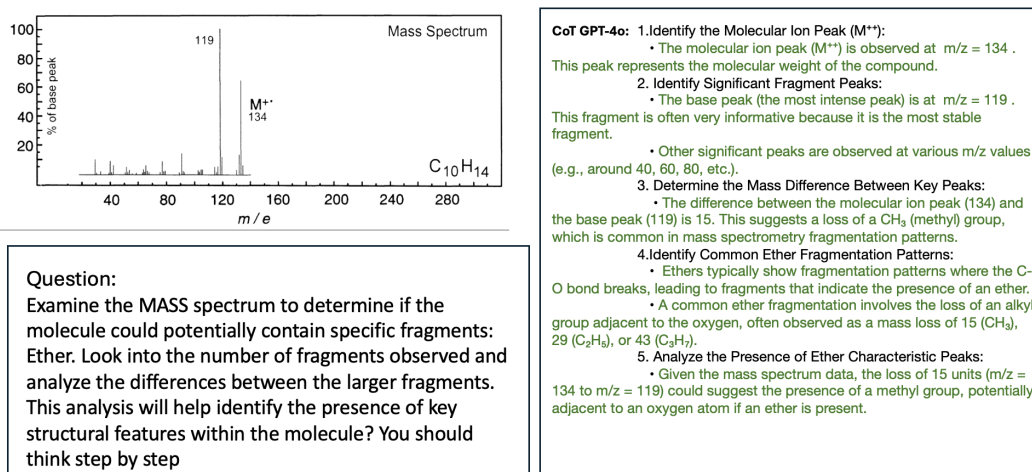 Mass Spectrum
100
80
60
40
20
% of base peak
119
M+·
134
C10H14
40 80 120 160 200 240 280
m / e
Question:
Examine the MASS spectrum to determine if the
molecule could potentially contain specific fragments:
Ether. Look into the number of fragments observed and
analyze the differences between the larger fragments.
This analysis will help identify the presence of key
structural features within the molecule? You should
think step by step
CoT GPT-4o: 1.Identify the Molecular Ion Peak (M⁺⁺):
• The molecular ion peak (M⁺⁺) is observed at m/z = 134 .
This peak represents the molecular weight of the compound.
2. Identify Significant Fragment Peaks:
• The base peak (the most intense peak) is at m/z = 119 .
This fragment is often very informative because it is the most stable
fragment.
• Other significant peaks are observed at various m/z values
(e.g., around 40, 60, 80, etc.).
3. Determine the Mass Difference Between Key Peaks:
• The difference between the molecular ion peak (134) and
the base peak (119) is 15. This suggests a loss of a CH₃ (methyl) group,
which is common in mass spectrometry fragmentation patterns.
4.Identify Common Ether Fragmentation Patterns:
• Ethers typically show fragmentation patterns where the C-
O bond breaks, leading to fragments that indicate the presence of an ether.
• A common ether fragmentation involves the loss of an alkyl
group adjacent to the oxygen, often observed as a mass loss of 15 (CH₃),
29 (C₂H₅), or 43 (C₃H₇).
5. Analyze the Presence of Ether Characteristic Peaks:
• Given the mass spectrum data, the loss of 15 units (m/z =
134 to m/z = 119) could suggest the presence of a methyl group, potentially
adjacent to an oxygen atom if an ether is present.